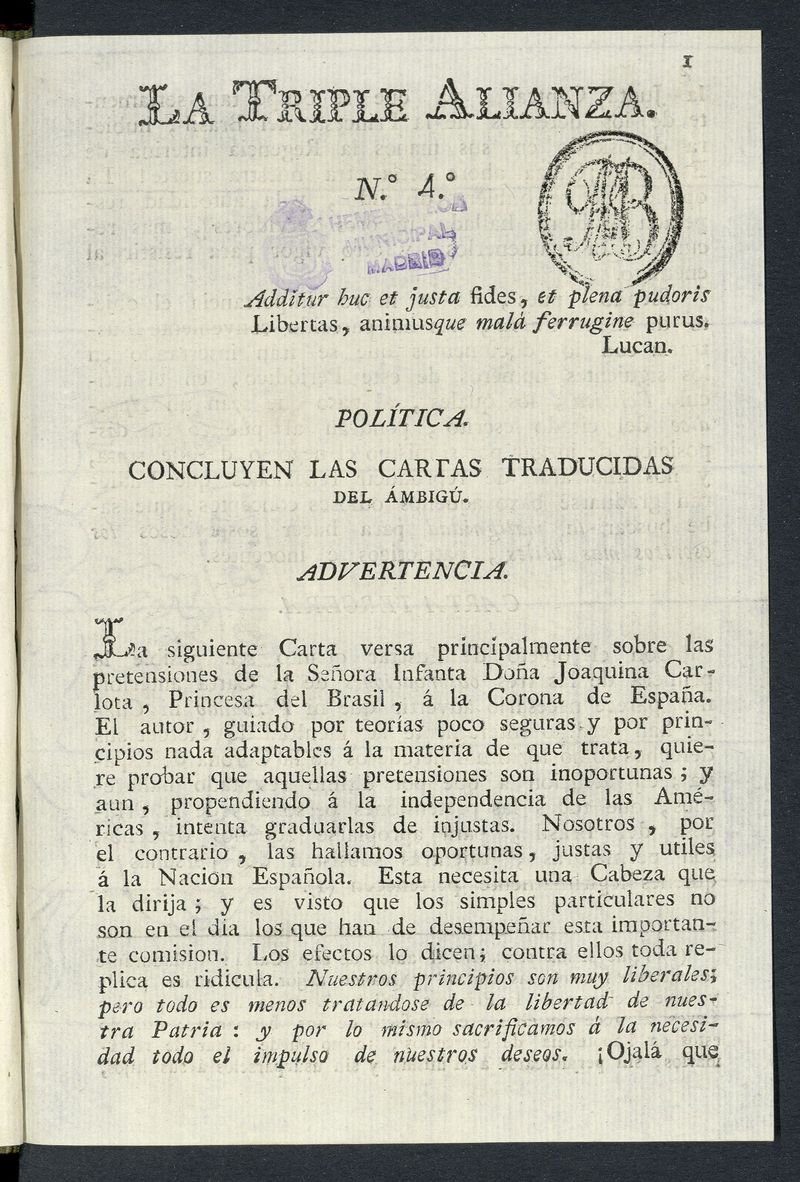 1
LA TRIPLE ALIANZA.
N.º 4.º
HEMEROTECA
MUNICIPAL
MADRID
Additur huc et justa fides, et plena pudoris
Libertas, animusque malá ferrugine purus.
Lucan.
POLÍTICA.
CONCLUYEN LAS CARTAS TRADUCIDAS
DEL ÁMBIGÚ.
ADVERTENCIA.
La siguiente Carta versa principalmente sobre las
pretensiones de la Señora Infanta Doña Joaquina Car-
lota, Princesa del Brasil, á la Corona de España.
El autor, guiado por teorías poco seguras y por prin-
cipios nada adaptables á la materia de que trata, quie-
re probar que aquellas pretensiones son inoportunas; y
aun, propendiendo á la independencia de las Amé-
ricas, intenta graduarlas de injustas. Nosotros, por
el contrario, las hallamos oportunas, justas y utiles
á la Nacion Española. Esta necesita una Cabeza que
la dirija; y es visto que los simples particulares no
son en el dia los que han de desempeñar esta importan-
te comision. Los efectos lo dicen; contra ellos toda re-
plica es ridicula. Nuestros principios son muy liberales;
pero todo es menos tratandose de la libertad de nues-
tra Patria: y por lo mismo sacrificamos á la necesi-
dad todo el impulso de nuestros deseos. ¡Ojalá que